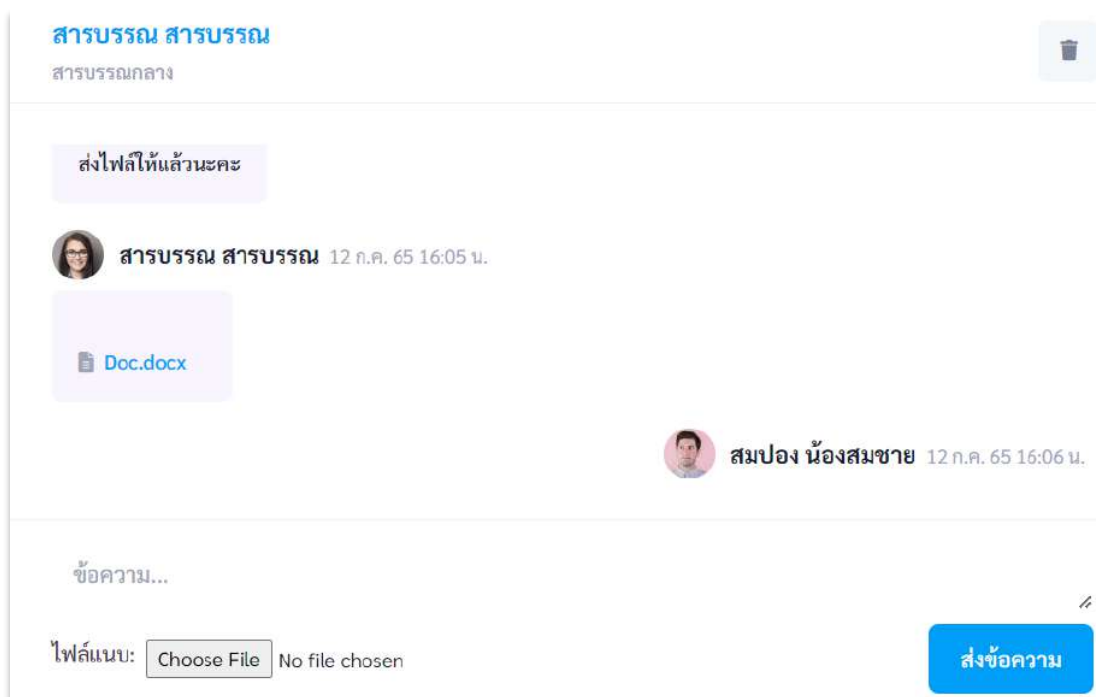 สารบรรณ สารบรรณ
สารบรรณกลาง
ส่งไฟล์ให้แล้วนะคะ
สารบรรณ สารบรรณ 12 ก.ค. 65 16:05 น.
Doc.docx
สมปอง น้องสมชาย 12 ก.ค. 65 16:06 น.
ข้อความ...
ไฟล์แนบ: Choose File No file chosen
ส่งข้อความ